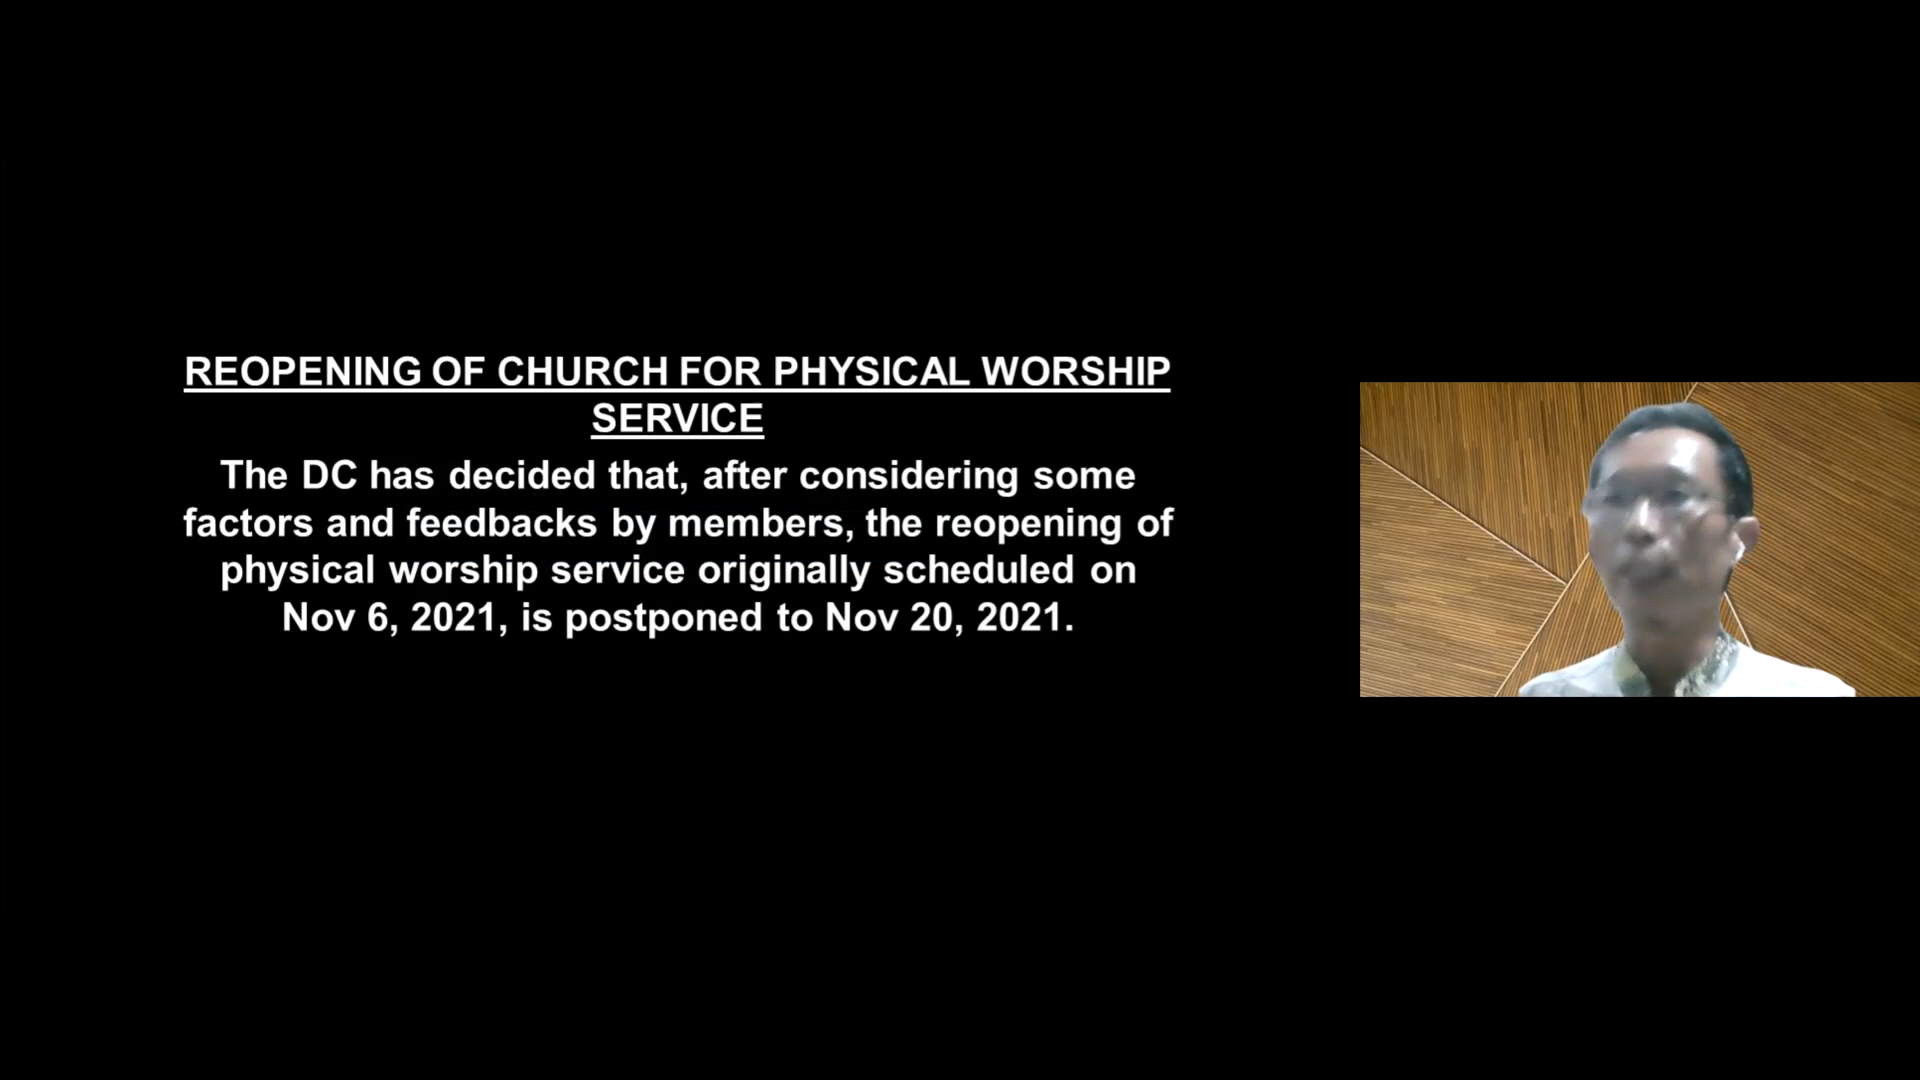 REOPENING OF CHURCH FOR PHYSICAL WORSHIP
SERVICE
The DC has decided that, after considering some
factors and feedbacks by members, the reopening of
physical worship service originally scheduled on
Nov 6, 2021, is postponed to Nov 20, 2021.